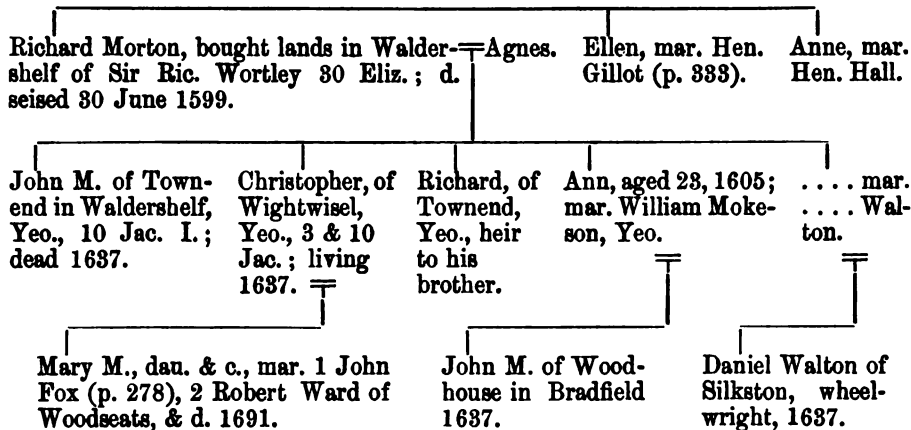 Richard Morton, bought lands in Walder-
shelf of Sir Ric. Wortley 30 Eliz.; d.
seised 30 June 1599.
Agnes.
Ellen, mar. Hen.
Gillot (p. 333).
Anne, mar.
Hen. Hall.
John M. of Town-
end in Waldershelf,
Yeo., 10 Jac. I.;
dead 1637.
Christopher, of
Wightwisel,
Yeo., 3 & 10
Jac.; living
1637.
Richard, of
Townend,
Yeo., heir
to his
brother.
Ann, aged 23, 1605;
mar. William Moke-
son, Yeo.
. . . . mar.
. . . . Wal-
ton.
Mary M., dau. & c., mar. 1 John
Fox (p. 278), 2 Robert Ward of
Woodseats, & d. 1691.
John M. of Wood-
house in Bradfield
1637.
Daniel Walton of
Silkston, wheel-
wright, 1637.